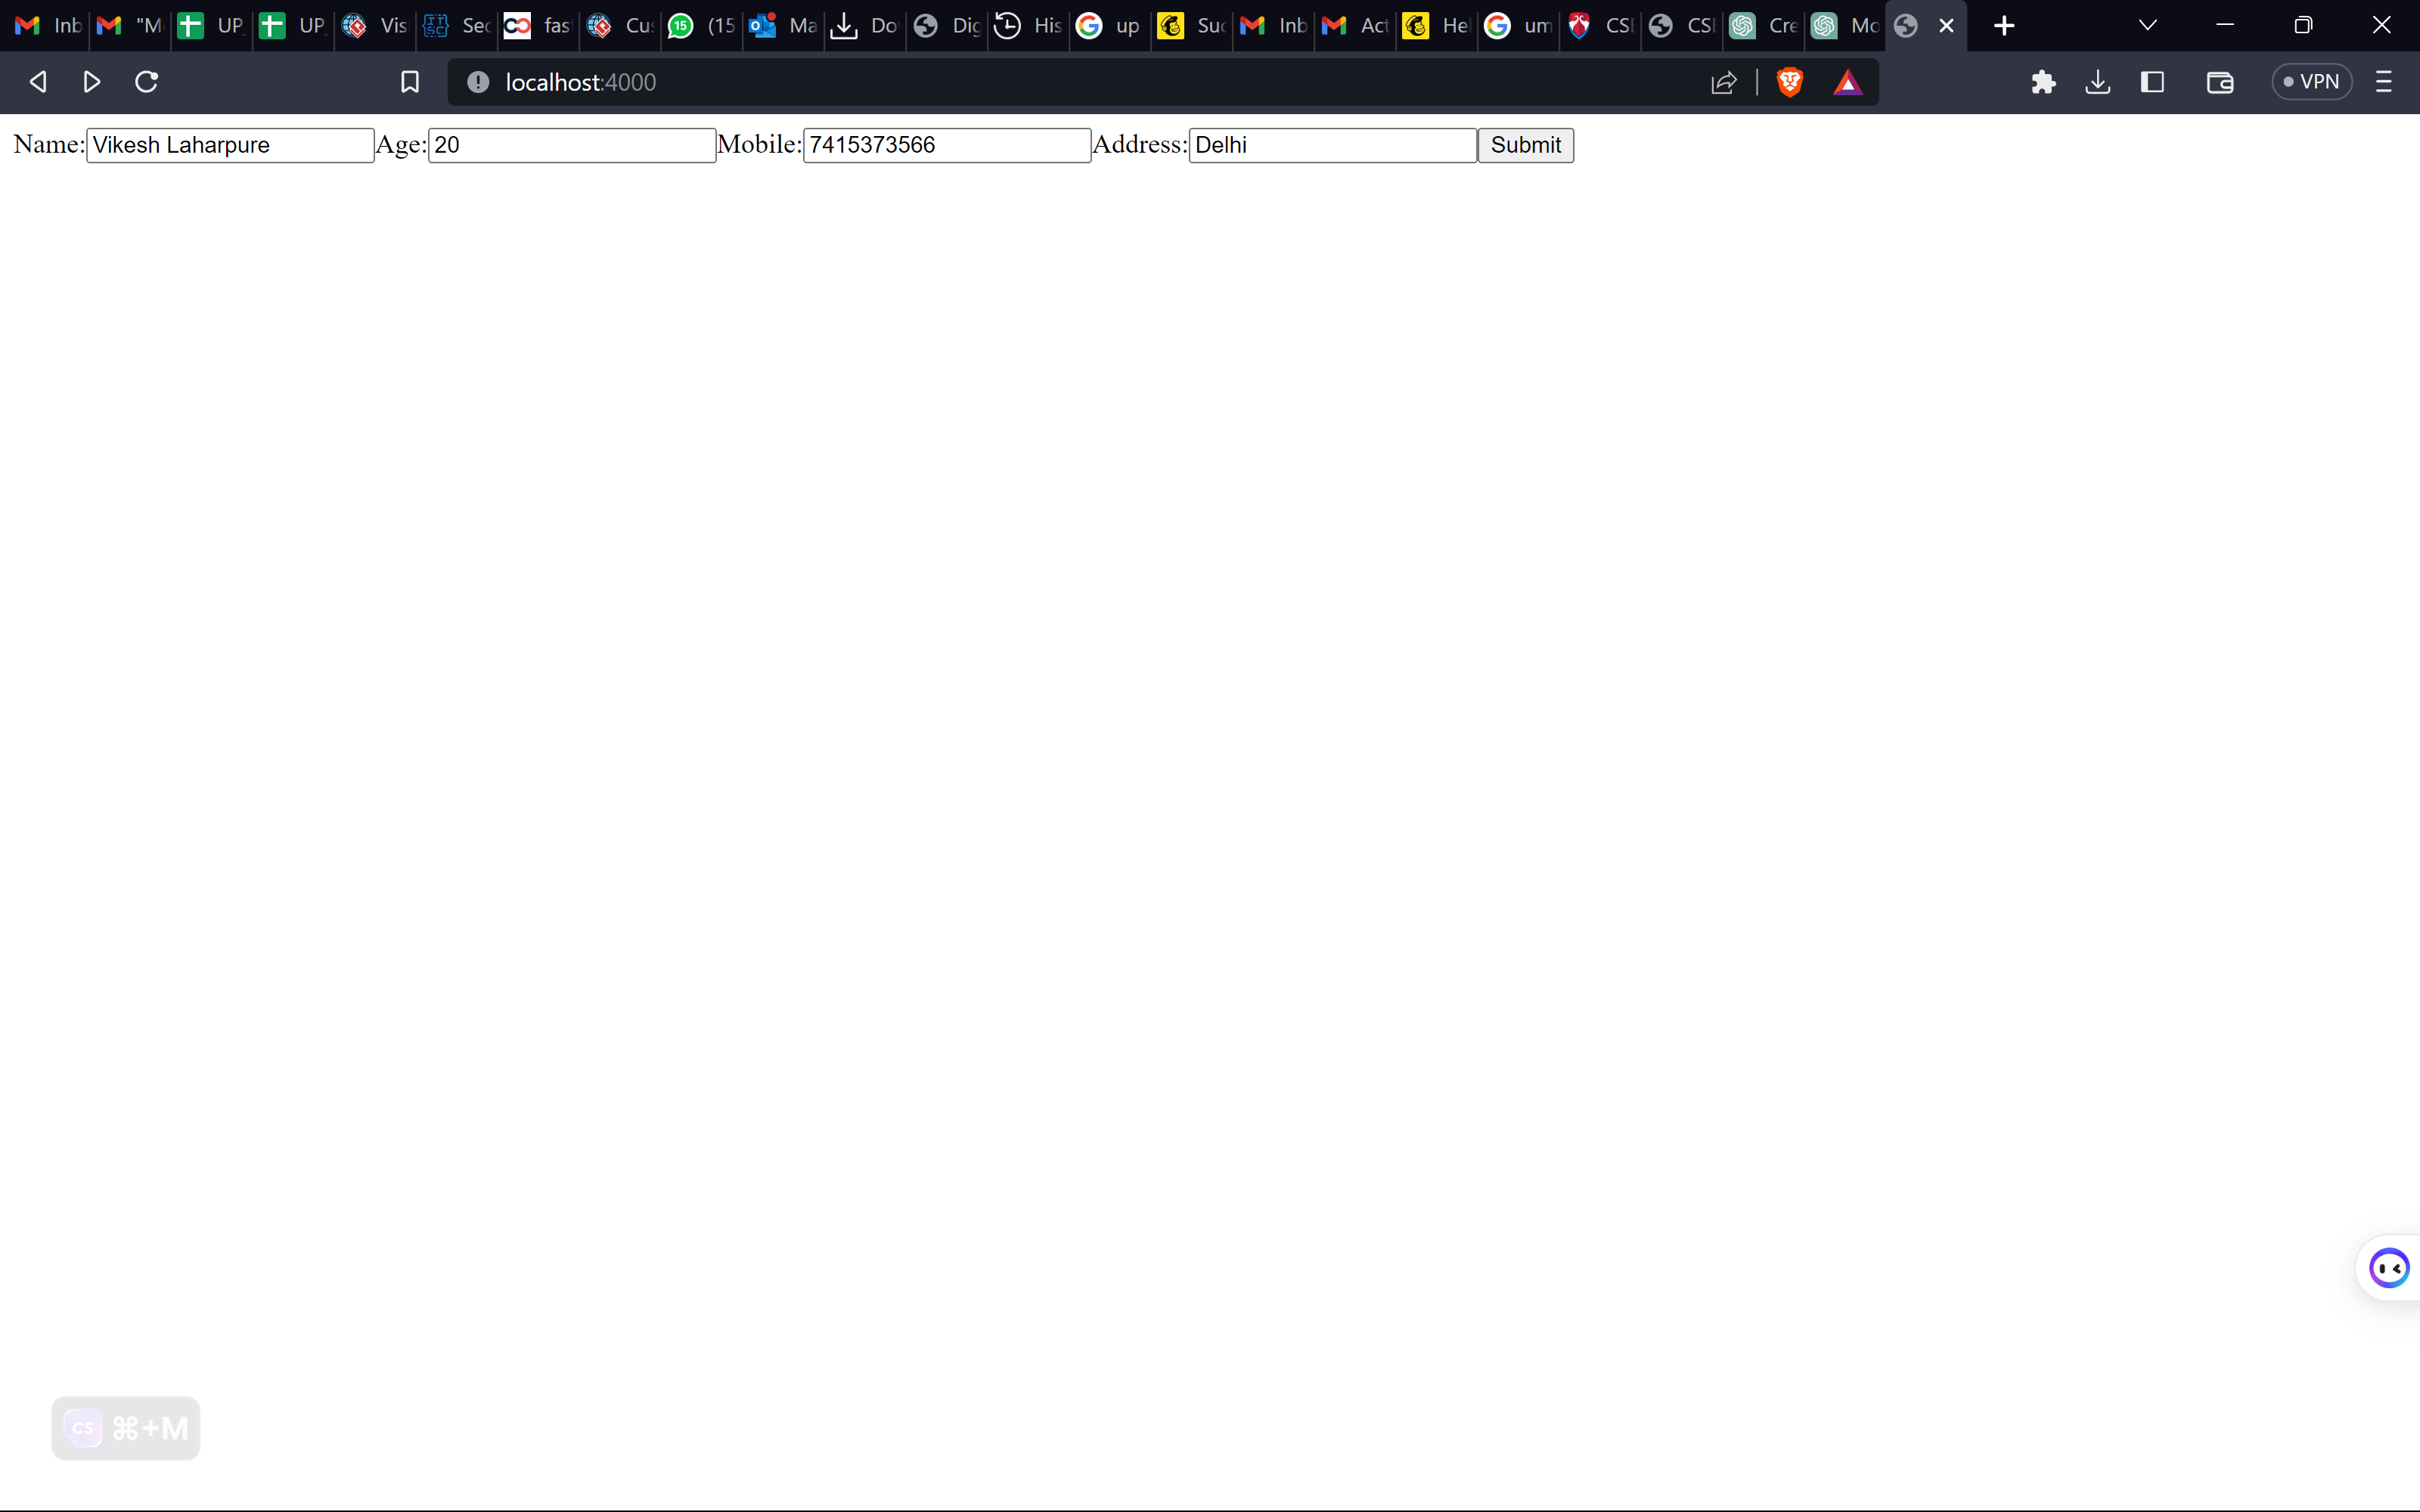 Inb "M UP UP Vis Sec fas Cu 15 (15 Ma Do Dig His up Suc Inb Act He um CSI CSI Cre Mo
localhost:4000 VPN
Name: Vikesh Laharpure Age: 20 Mobile: 7415373566 Address: Delhi Submit
CS ⌘+M